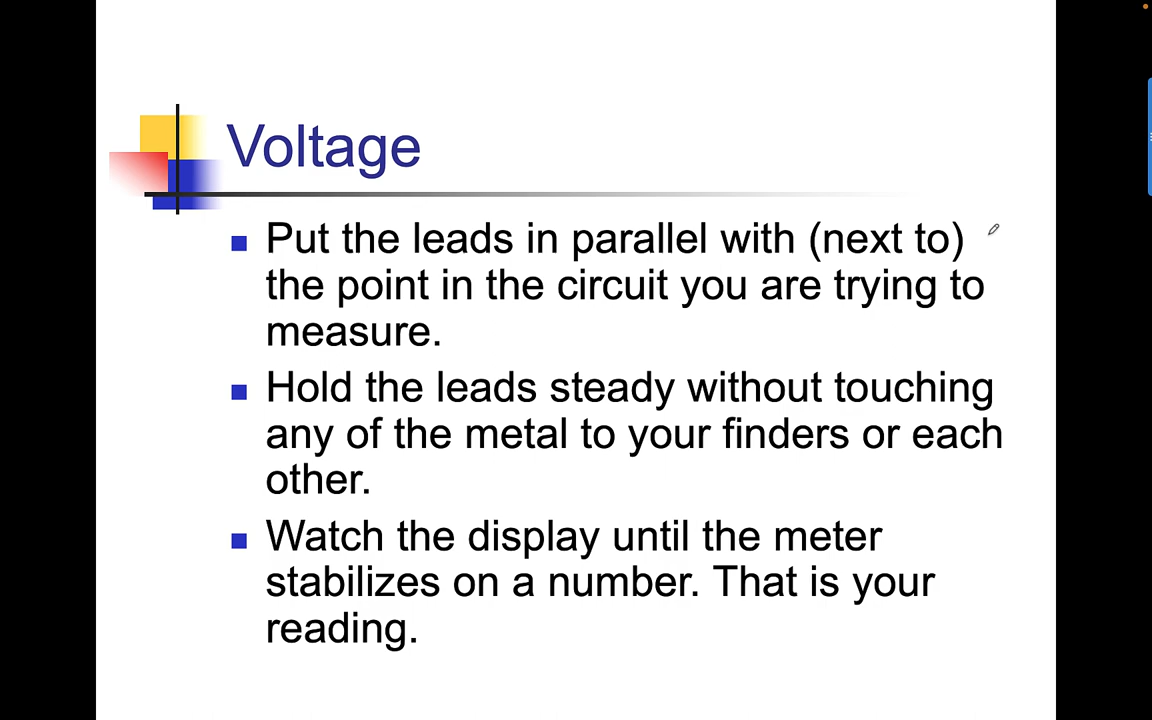 Voltage
Put the leads in parallel with (next to)
the point in the circuit you are trying to
measure.
Hold the leads steady without touching
any of the metal to your finders or each
other.
Watch the display until the meter
stabilizes on a number. That is your
reading.